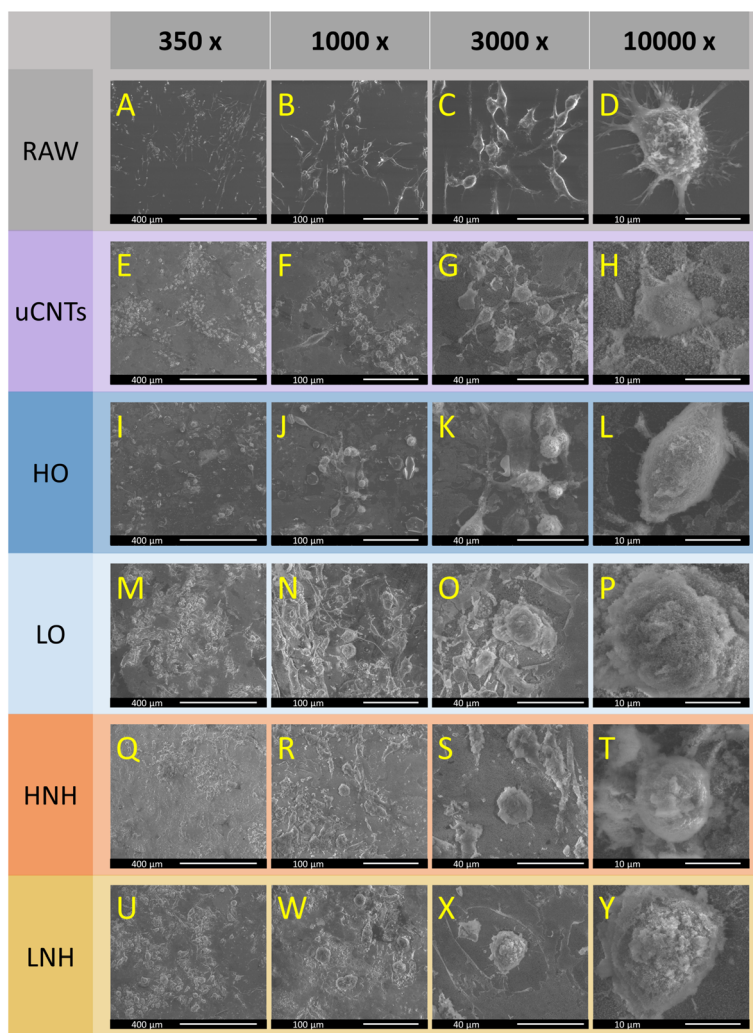 350 x 1000 x 3000 x 10000 x
RAW
A B C D
400 µm 100 µm 40 µm 10 µm
uCNTs
E F G H
400 µm 100 µm 40 µm 10 µm
HO
I J K L
400 µm 100 µm 40 µm 10 µm
LO
M N O P
400 µm 100 µm 40 µm 10 µm
HNH
Q R S T
400 µm 100 µm 40 µm 10 µm
LNH
U W X Y
400 µm 100 µm 40 µm 10 µm